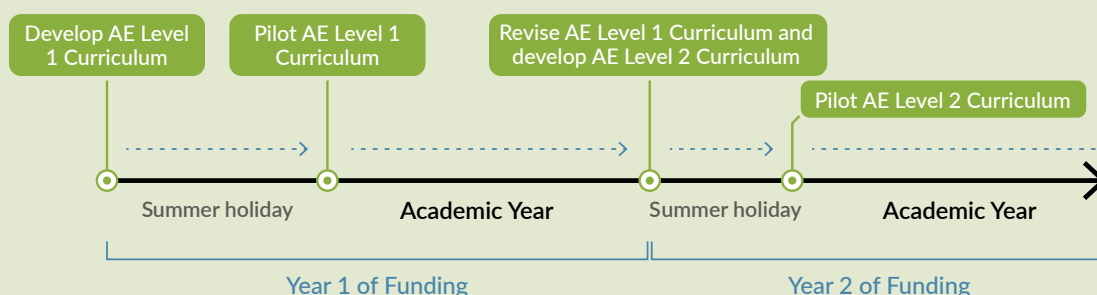 Develop AE Level
1 Curriculum
Pilot AE Level 1
Curriculum
Revise AE Level 1 Curriculum and
develop AE Level 2 Curriculum
Pilot AE Level 2 Curriculum
Summer holiday
Academic Year
Summer holiday
Academic Year
Year 1 of Funding
Year 2 of Funding